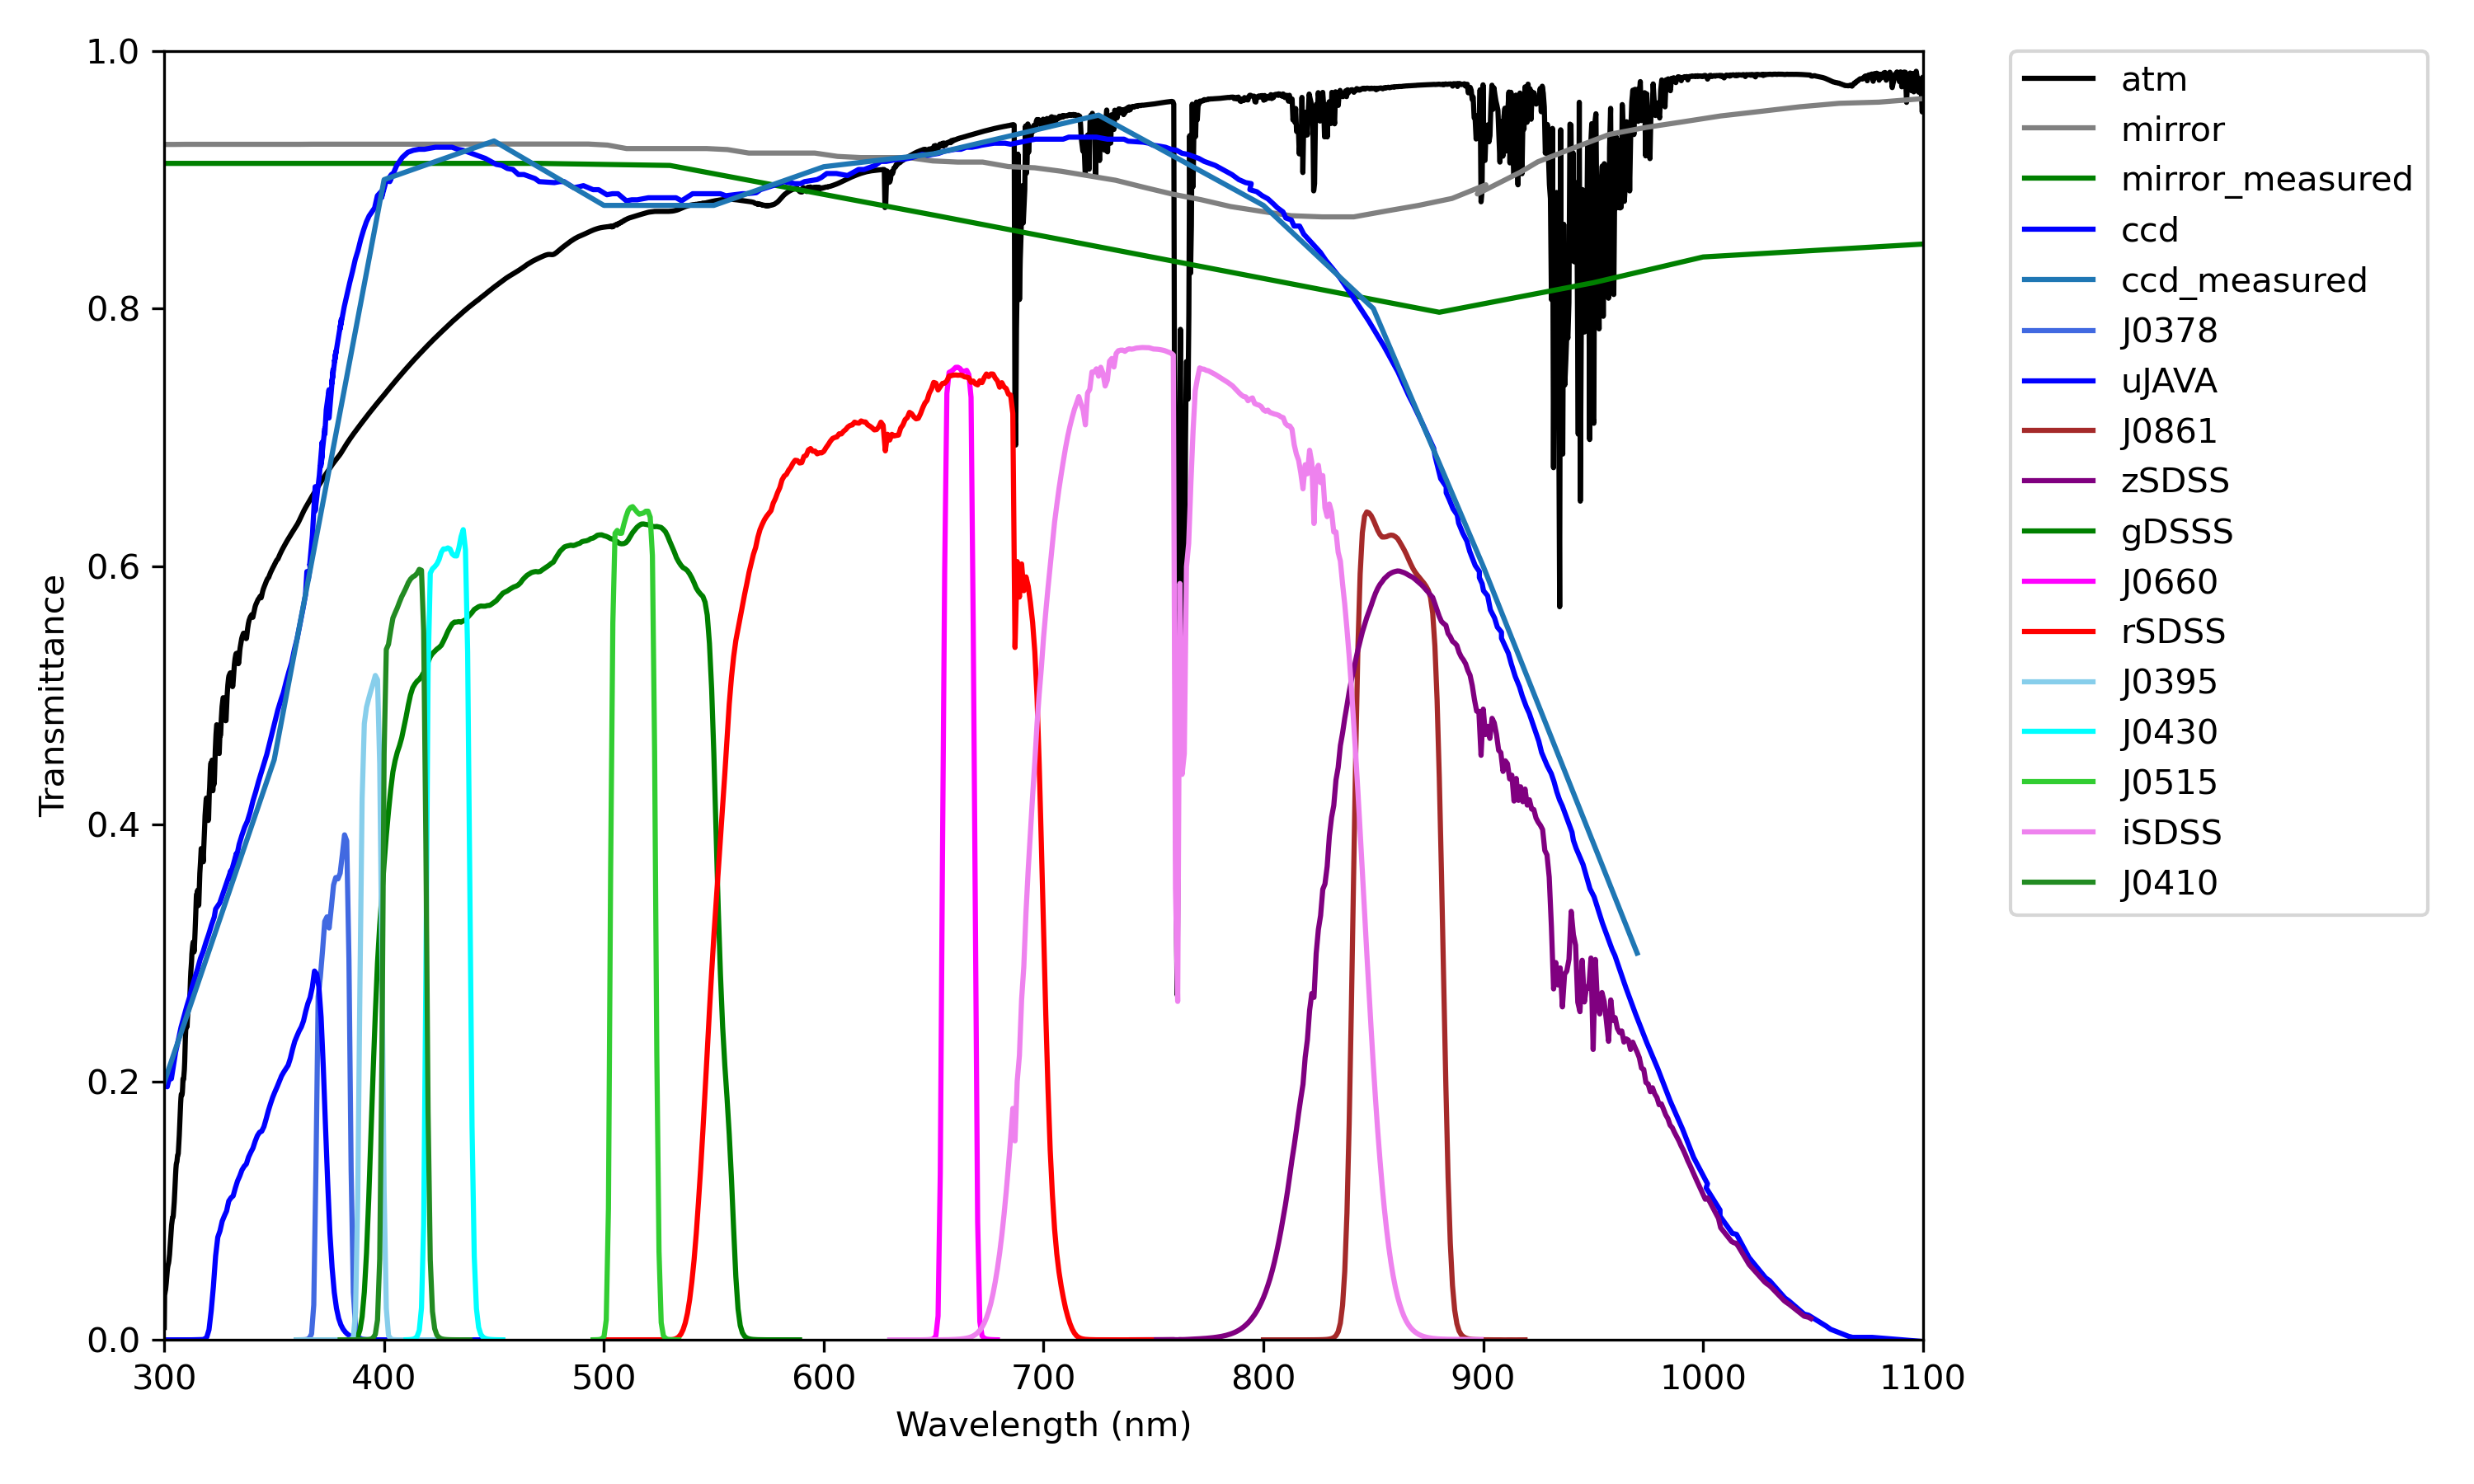 1.0
0.8
0.6
0.4
0.2
0.0
Transmittance
300 400 500 600 700 800 900 1000 1100
Wavelength (nm)
atm
mirror
mirror_measured
ccd
ccd_measured
J0378
uJAVA
J0861
zSDSS
gDSSS
J0660
rSDSS
J0395
J0430
J0515
iSDSS
J0410